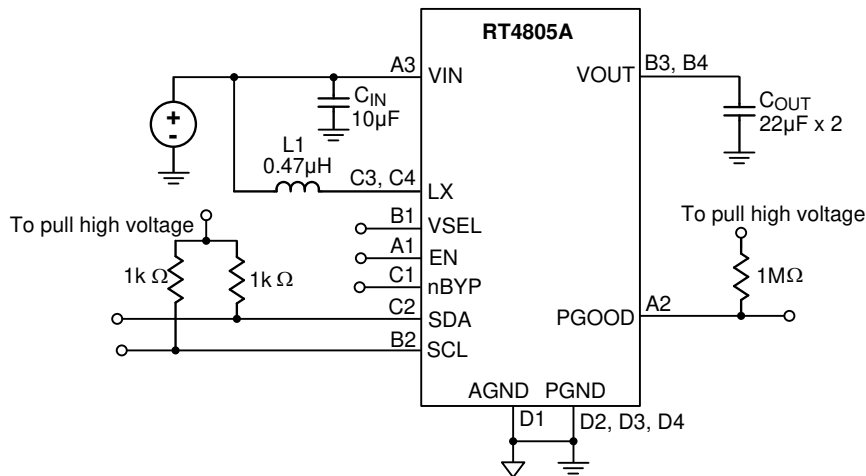 RT4805A
A3
VIN
VOUT
B3, B4
CIN
10µF
COUT
22µF x 2
+
-
L1
0.47µH
C3, C4
LX
To pull high voltage
B1
VSEL
A1
EN
C1
nBYP
1k Ω
1k Ω
C2
SDA
B2
SCL
To pull high voltage
1MΩ
PGOOD
A2
AGND
PGND
D1
D2, D3, D4